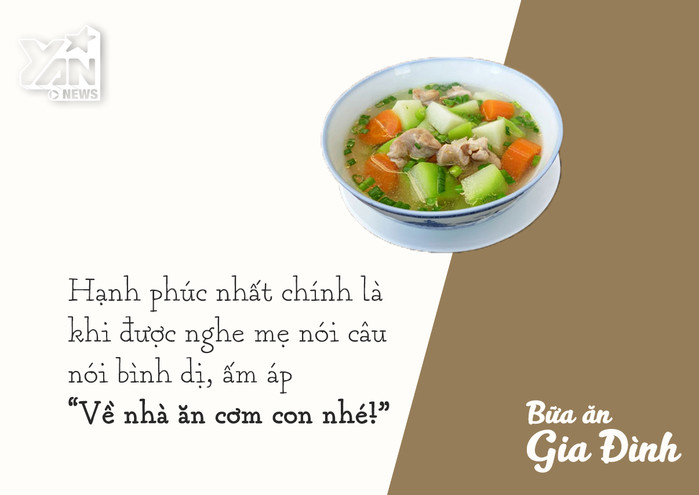 YAN
NEWS
Hạnh phúc nhất chính là
khi được nghe mẹ nói câu
nói bình dị, ấm áp
“Về nhà ăn cơm con nhé!”
Bữa ăn
Gia Đình